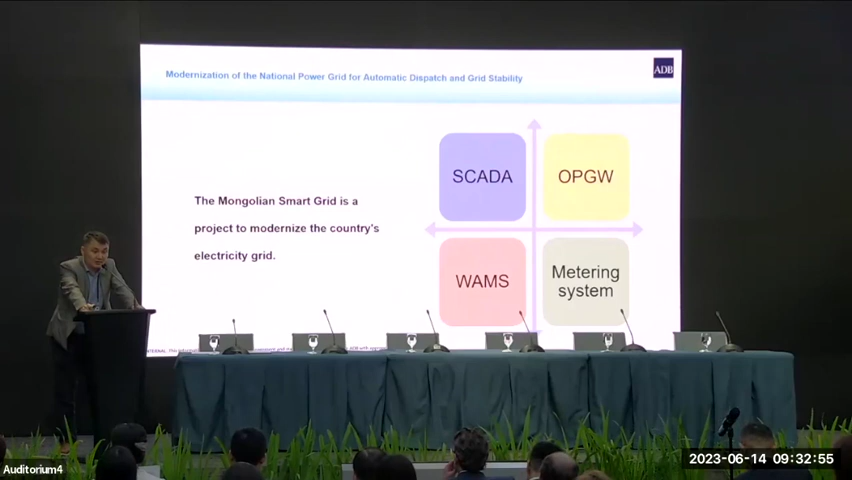 Modernization of the National Power Grid for Automatic Dispatch and Grid Stability
ADB
The Mongolian Smart Grid is a
project to modernize the country's
electricity grid.
SCADA
OPGW
WAMS
Metering
system
Auditorium4
2023-06-14 09:32:55